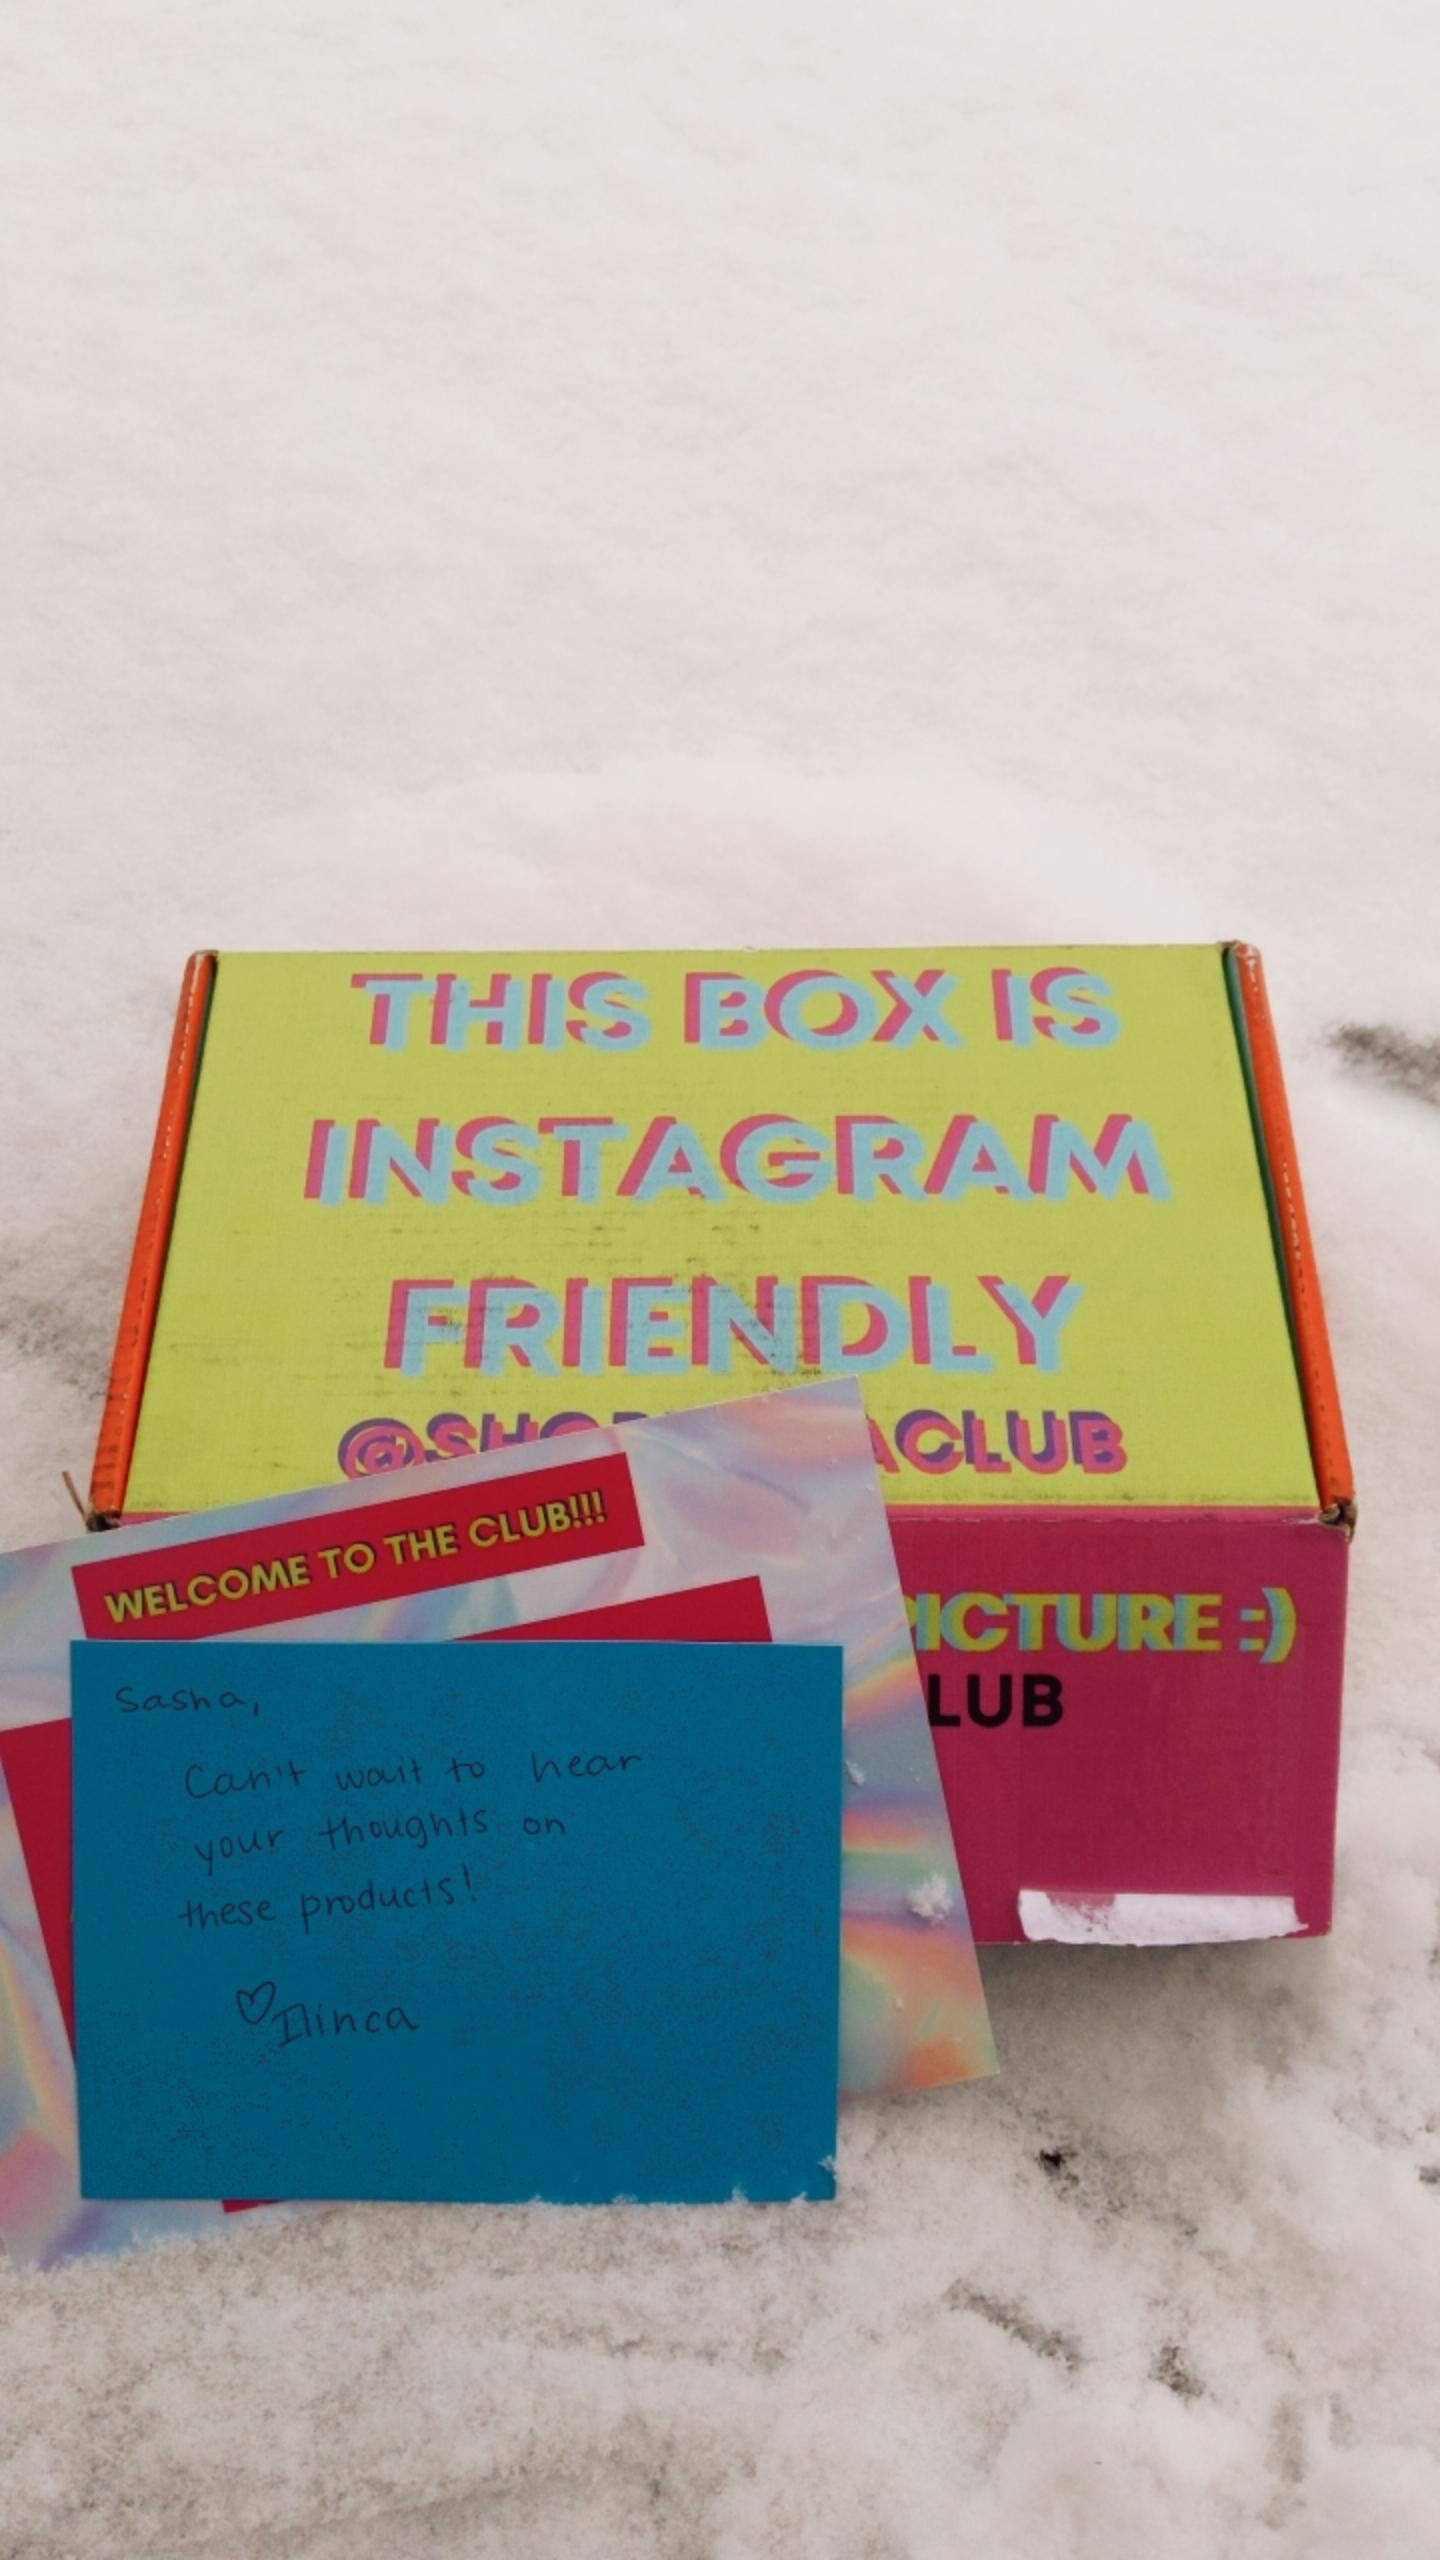 THIS BOX IS
INSTAGRAM
FRIENDLY
WELCOME TO THE CLUB!!!
:)
Sasha,
Can't wait to hear
your thoughts on
these products!
♡Ilinca